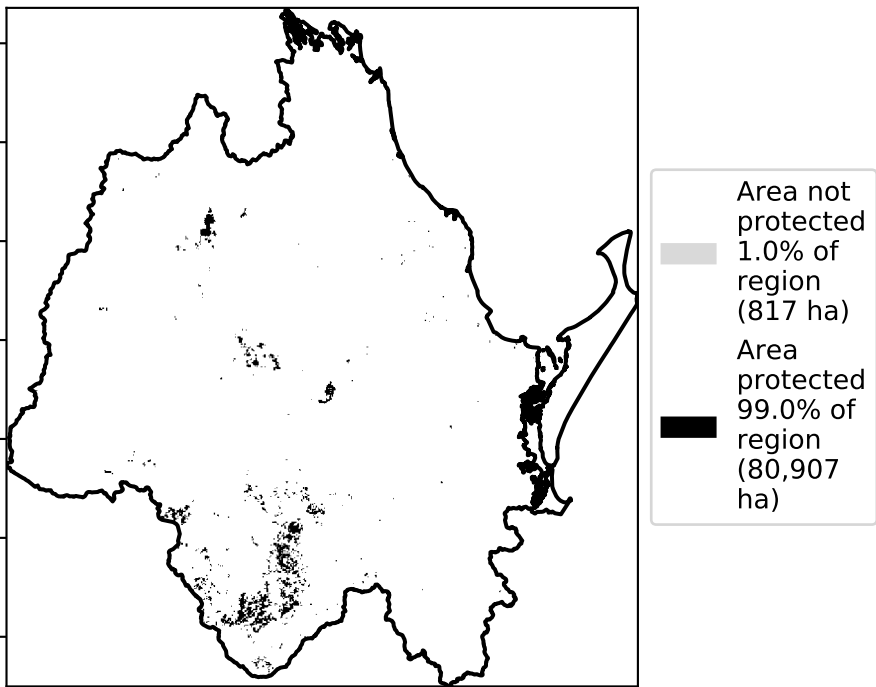 Area not
protected
1.0% of
region
(817 ha)
Area
protected
99.0% of
region
(80,907
ha)